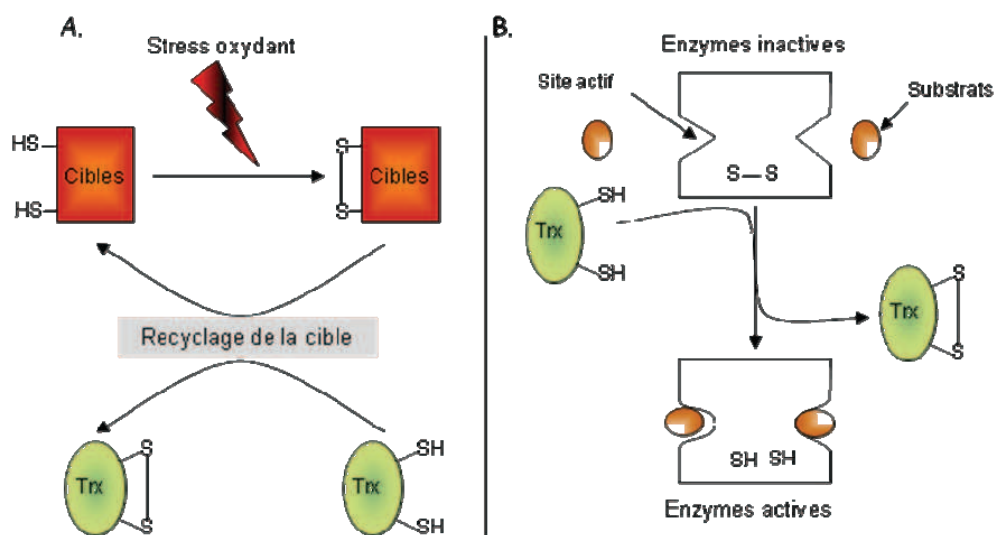 A.
Stress oxydant
HS
HS
Cibles
S
S
Cibles
Recyclage de la cible
Trx
S
S
Trx
SH
SH
B.
Enzymes inactives
Site actif
Substrats
S–S
Trx
SH
SH
Trx
S
S
SH SH
Enzymes actives